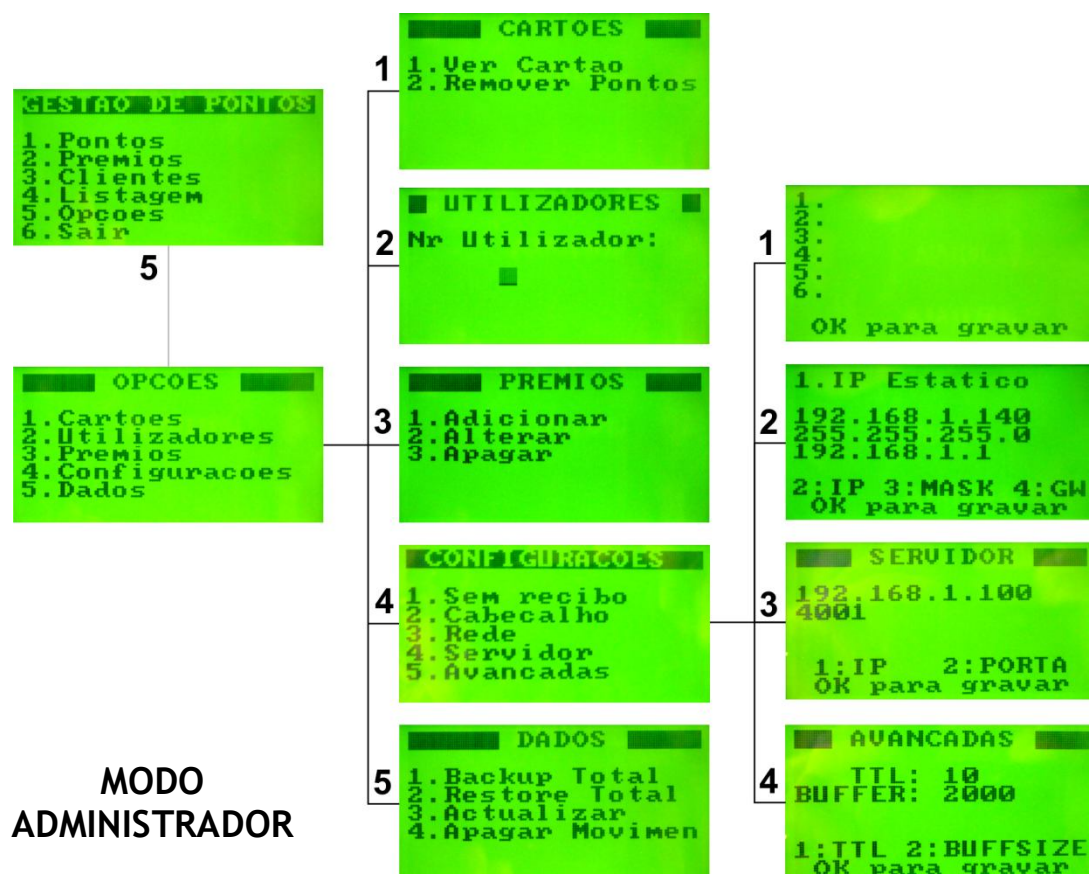 GESTAO DE PONTOS
1.Pontos
2.Premios
3.Clientes
4.Listagem
5.Opcoes
6.Sair
5
OPCOES
1.Cartoes
2.Utilizadores
3.Premios
4.Configuracoes
5.Dados
1
CARTOES
1.Ver Cartao
2.Remover Pontos
2
UTILIZADORES
Nr Utilizador:
3
PREMIOS
1.Adicionar
2.Alterar
3.Apagar
4
CONFIGURACOES
1.Sem recibo
2.Cabecalho
3.Rede
4.Servidor
5.Avancadas
5
DADOS
1.Backup Total
2.Restore Total
3.Actualizar
4.Apagar Movimen
1
1.
2.
3.
4.
5.
6.
OK para gravar
2
1.IP Estatico
192.168.1.140
255.255.255.0
192.168.1.1
2:IP 3:MASK 4:GW
OK para gravar
3
SERVIDOR
192.168.1.100
4001
1:IP 2:PORTA
OK para gravar
4
AVANCADAS
TTL: 10
BUFFER: 2000
1:TTL 2:BUFFSIZE
OK para gravar
MODO
ADMINISTRADOR